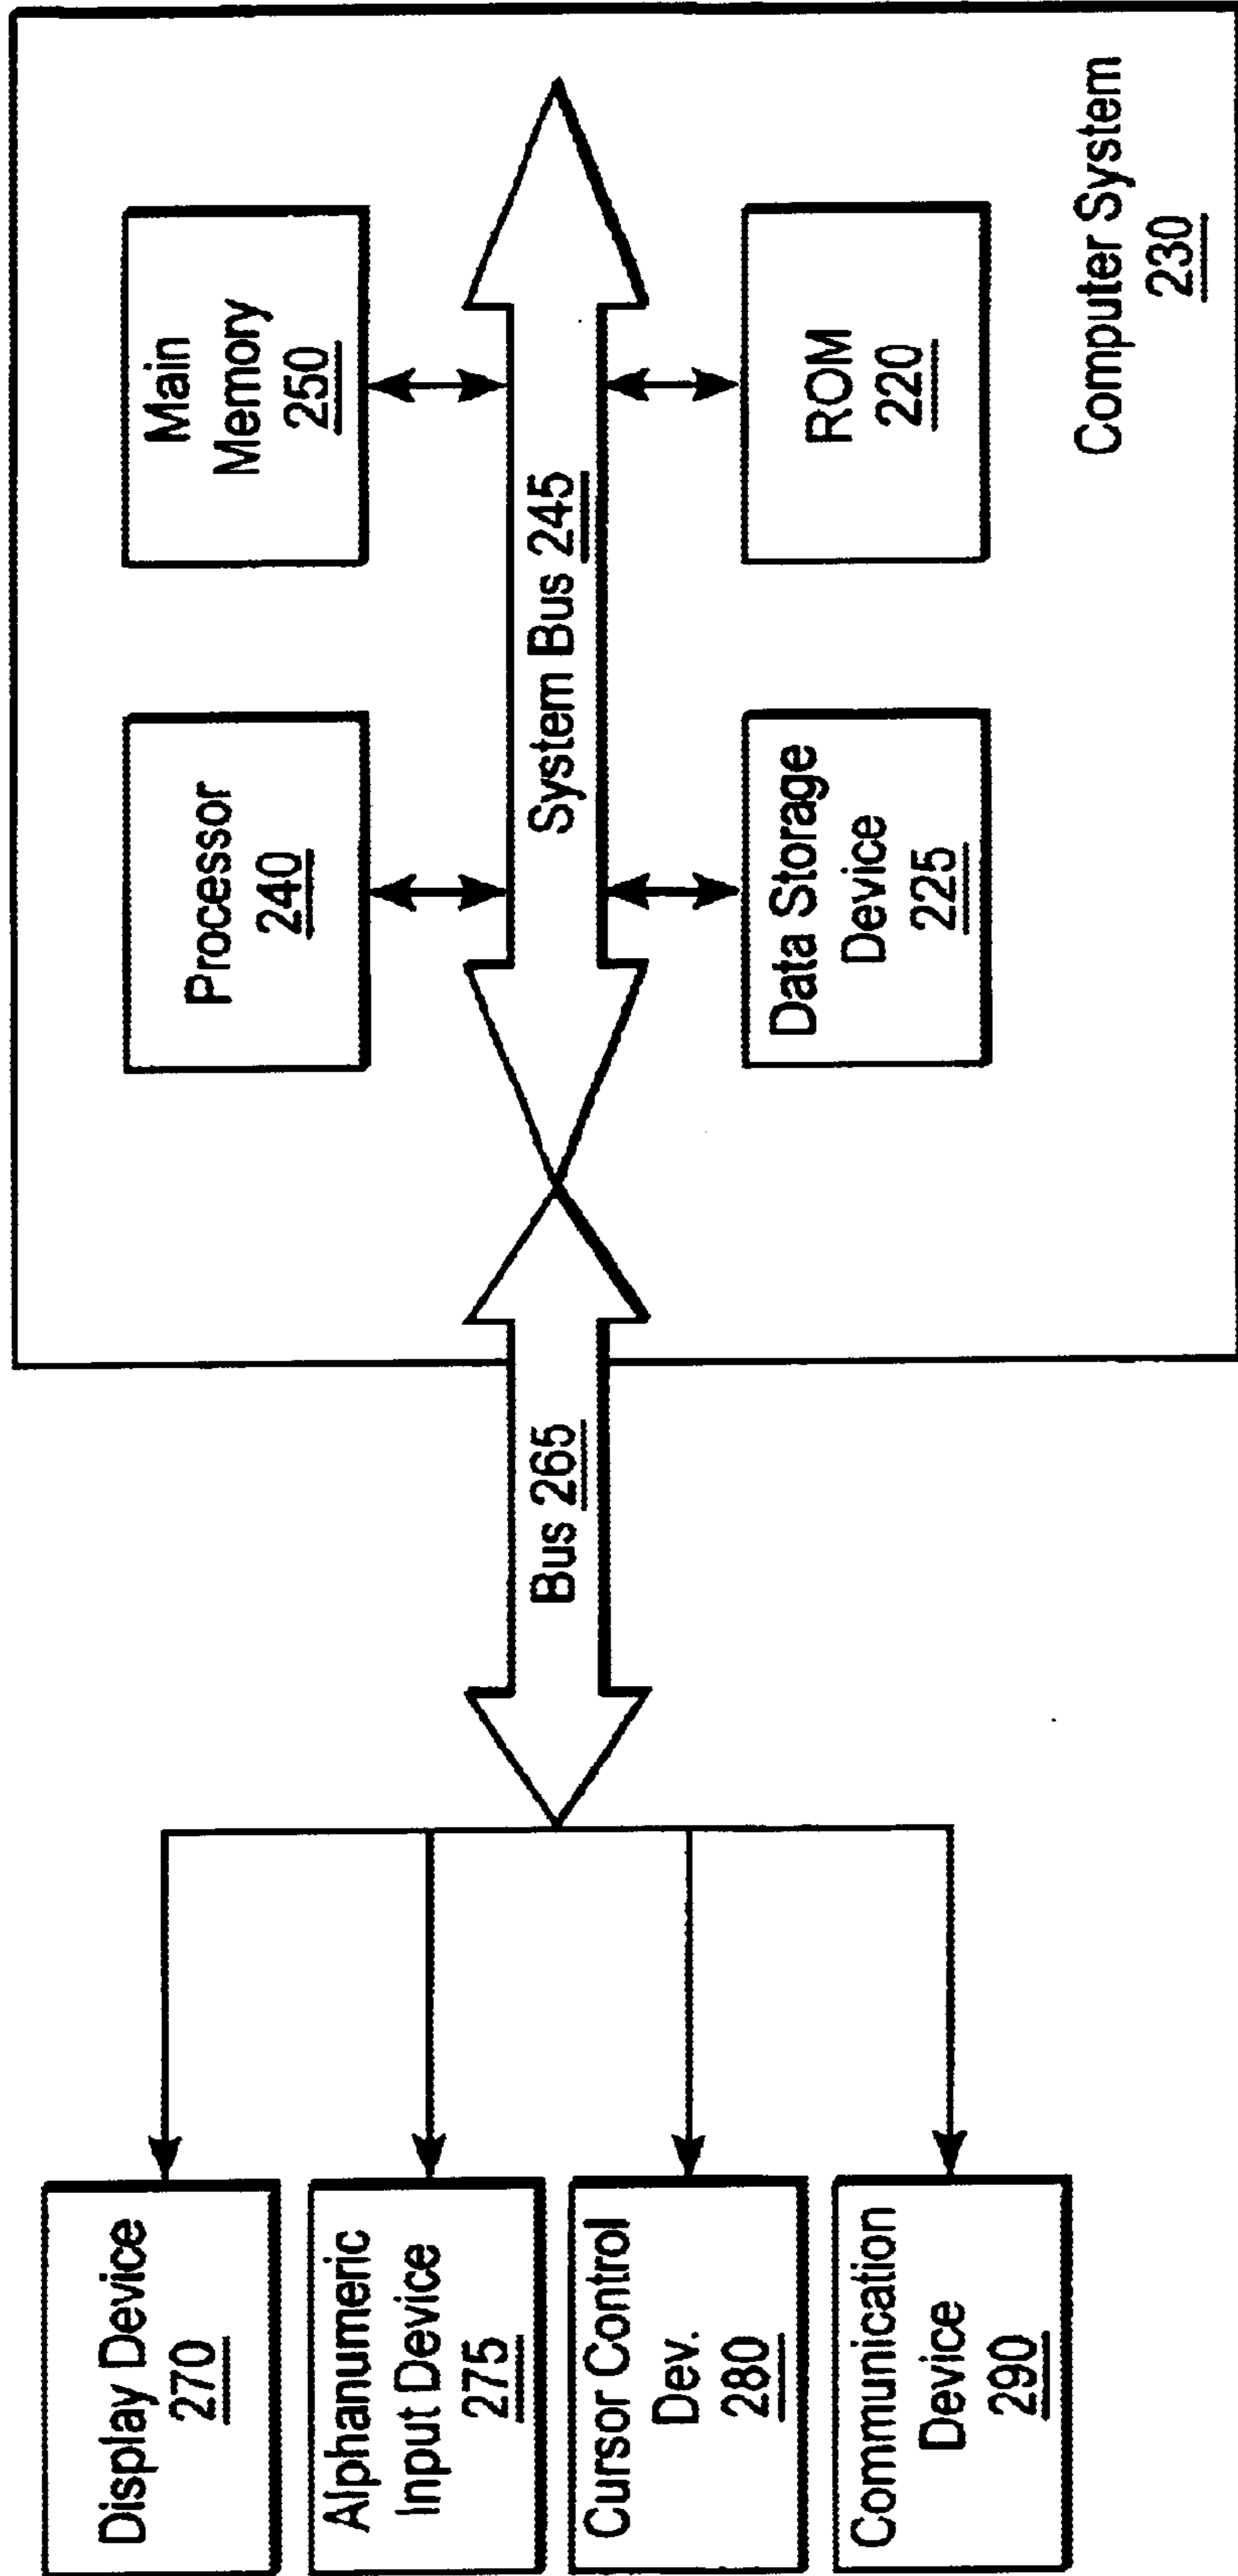 Display Device
270
Alphanumeric
Input Device
275
Cursor Control
Dev.
280
Communication
Device
290
Bus 265
Processor
240
Main
Memory
250
System Bus 245
Data Storage
Device
225
ROM
220
Computer System
230